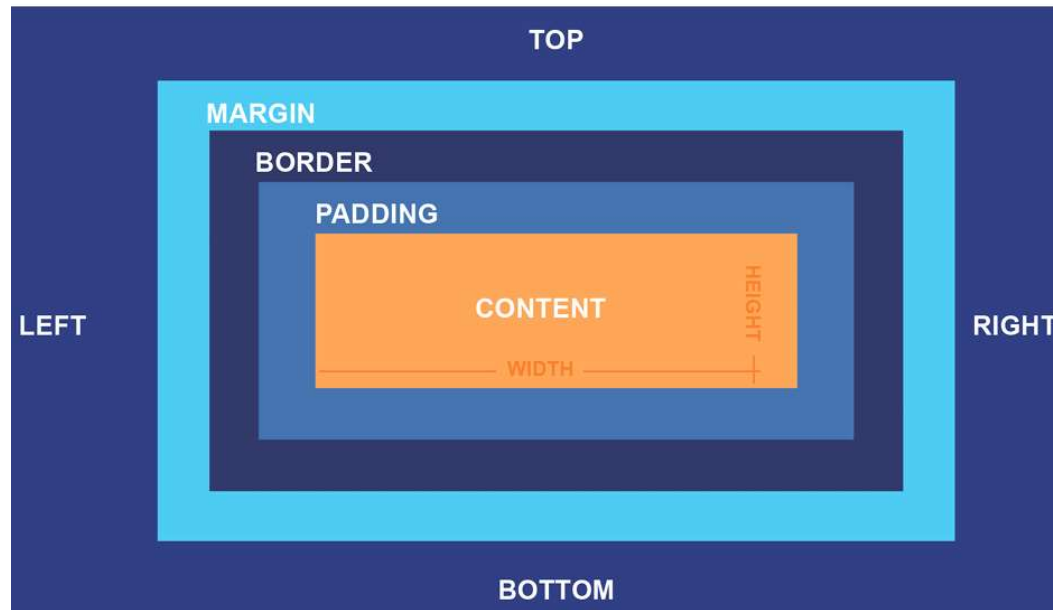 TOP
MARGIN
BORDER
PADDING
HEIGHT
CONTENT
LEFT
RIGHT
WIDTH
BOTTOM